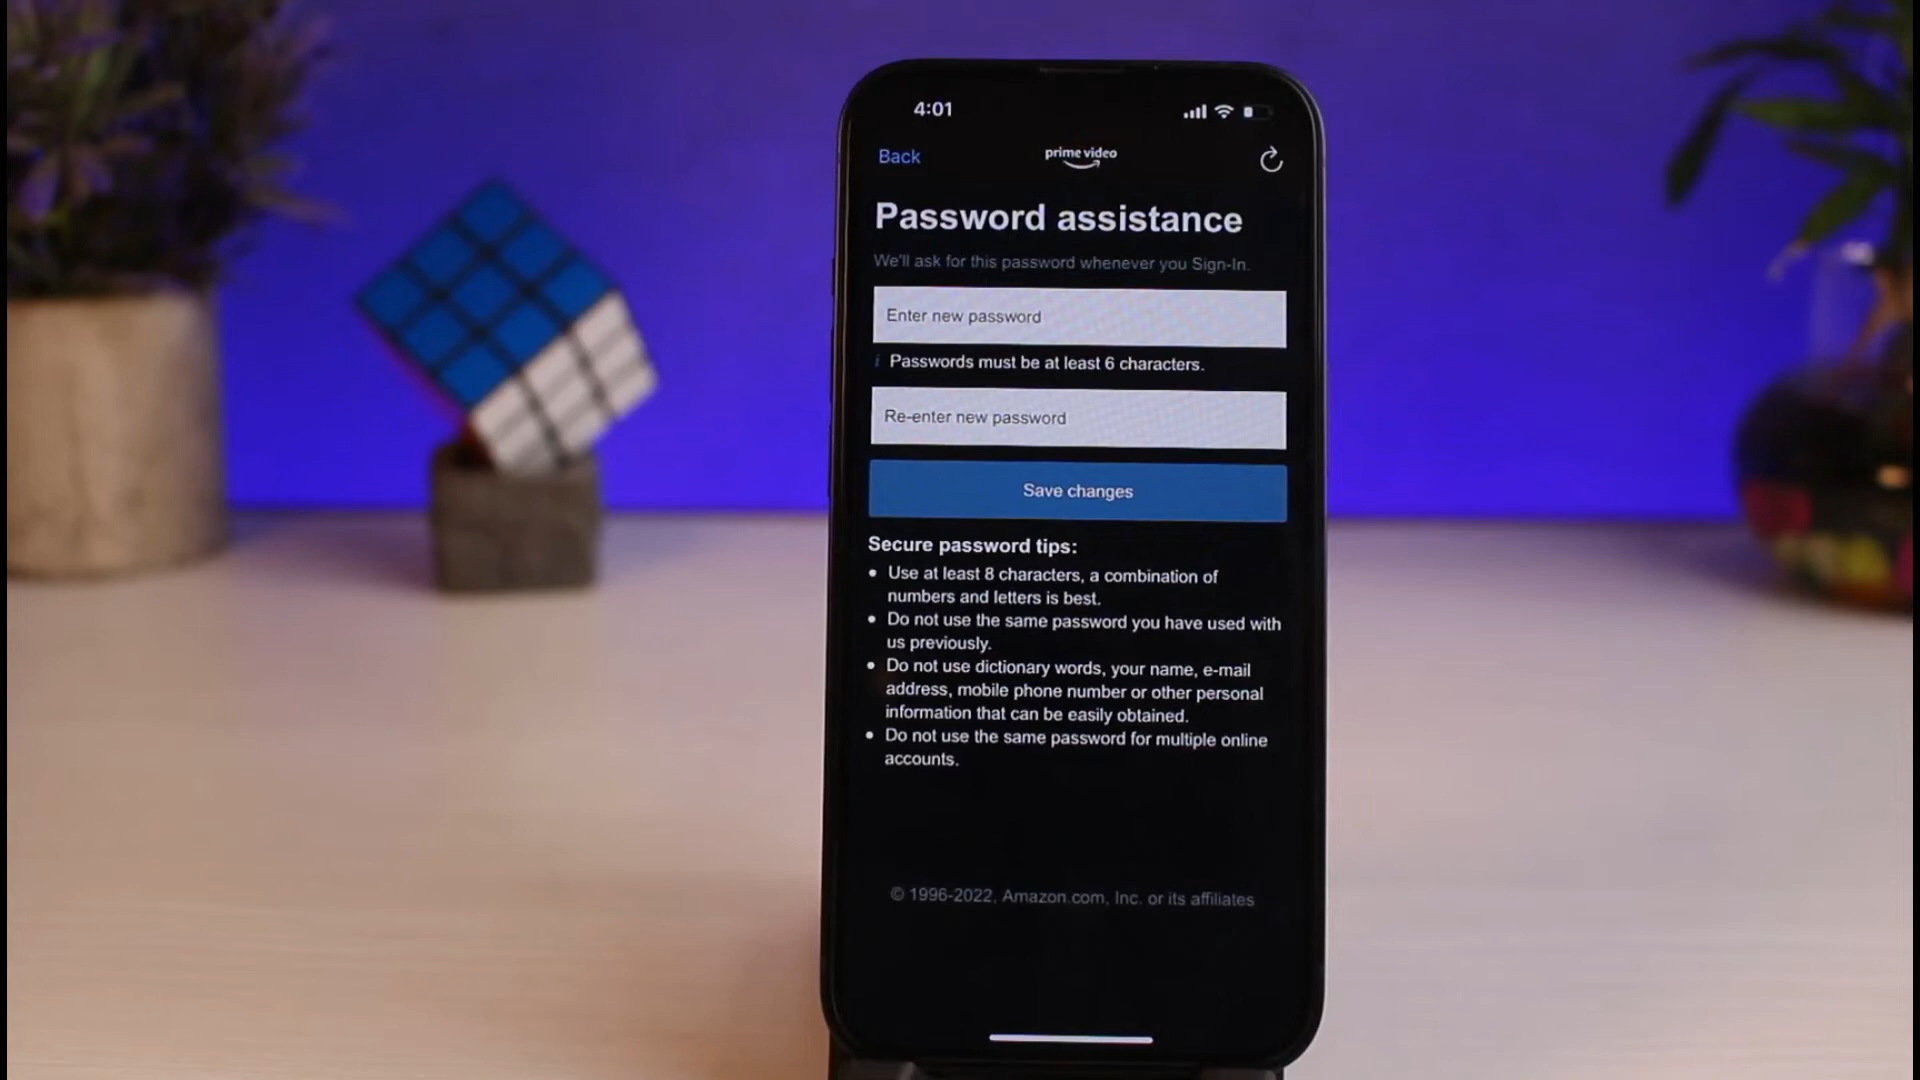 4:01
Back
prime video
Password assistance
We'll ask for this password whenever you Sign-In.
Enter new password
i Passwords must be at least 6 characters.
Re-enter new password
Save changes
Secure password tips:
• Use at least 8 characters, a combination of
numbers and letters is best.
• Do not use the same password you have used with
us previously.
• Do not use dictionary words, your name, e-mail
address, mobile phone number or other personal
information that can be easily obtained.
• Do not use the same password for multiple online
accounts.
© 1996-2022, Amazon.com, Inc. or its affiliates